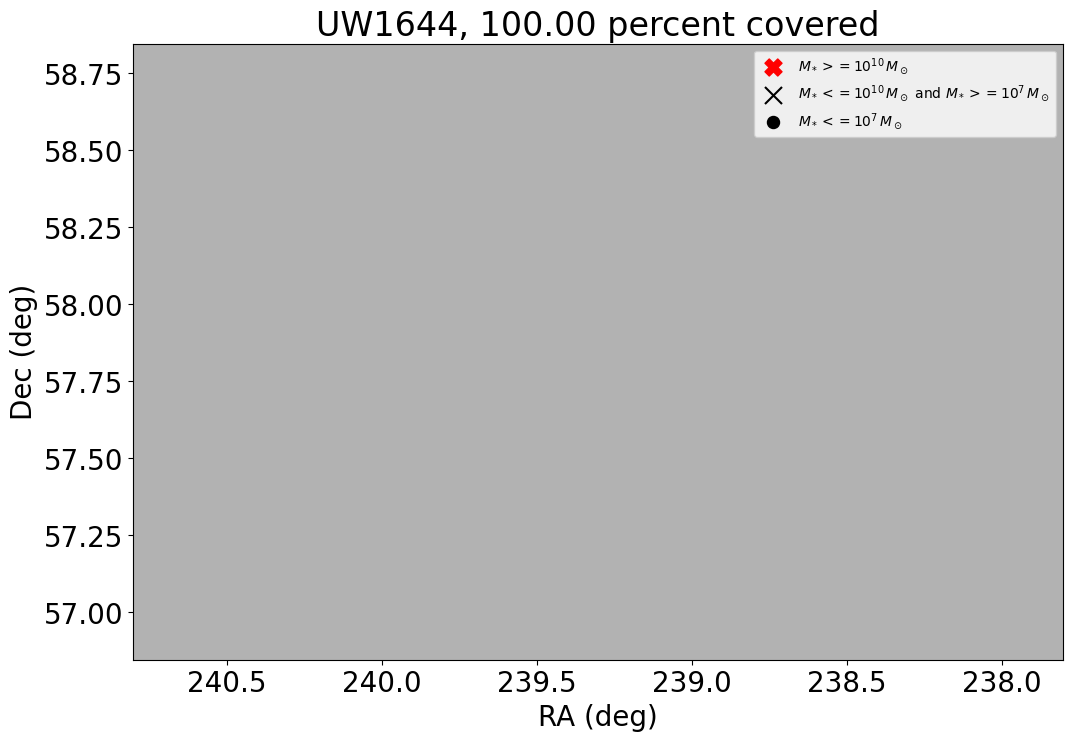 UW1644, 100.00 percent covered
M* >= 10^10 M⊙
M* <= 10^10 M⊙ and M* >= 10^7 M⊙
M* <= 10^7 M⊙
58.75
58.50
58.25
58.00
57.75
57.50
57.25
57.00
Dec (deg)
240.5 240.0 239.5 239.0 238.5 238.0
RA (deg)